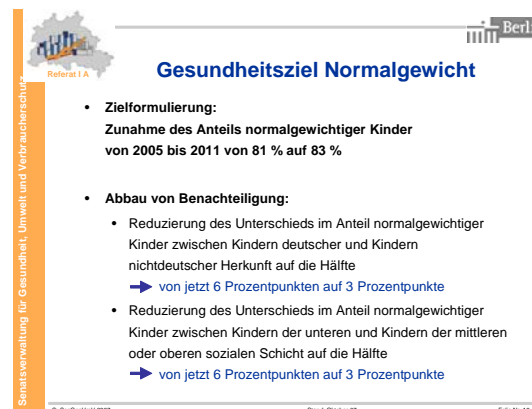 Berl
Referat I A
Gesundheitsziel Normalgewicht
Senatsverwaltung für Gesundheit, Umwelt und Verbraucherschutz
• Zielformulierung:
Zunahme des Anteils normalgewichtiger Kinder
von 2005 bis 2011 von 81 % auf 83 %
• Abbau von Benachteiligung:
• Reduzierung des Unterschieds im Anteil normalgewichtiger
Kinder zwischen Kindern deutscher und Kindern
nichtdeutscher Herkunft auf die Hälfte
von jetzt 6 Prozentpunkten auf 3 Prozentpunkte
• Reduzierung des Unterschieds im Anteil normalgewichtiger
Kinder zwischen Kindern der unteren und Kindern der mittleren
oder oberen sozialen Schicht auf die Hälfte
von jetzt 6 Prozentpunkten auf 3 Prozentpunkte